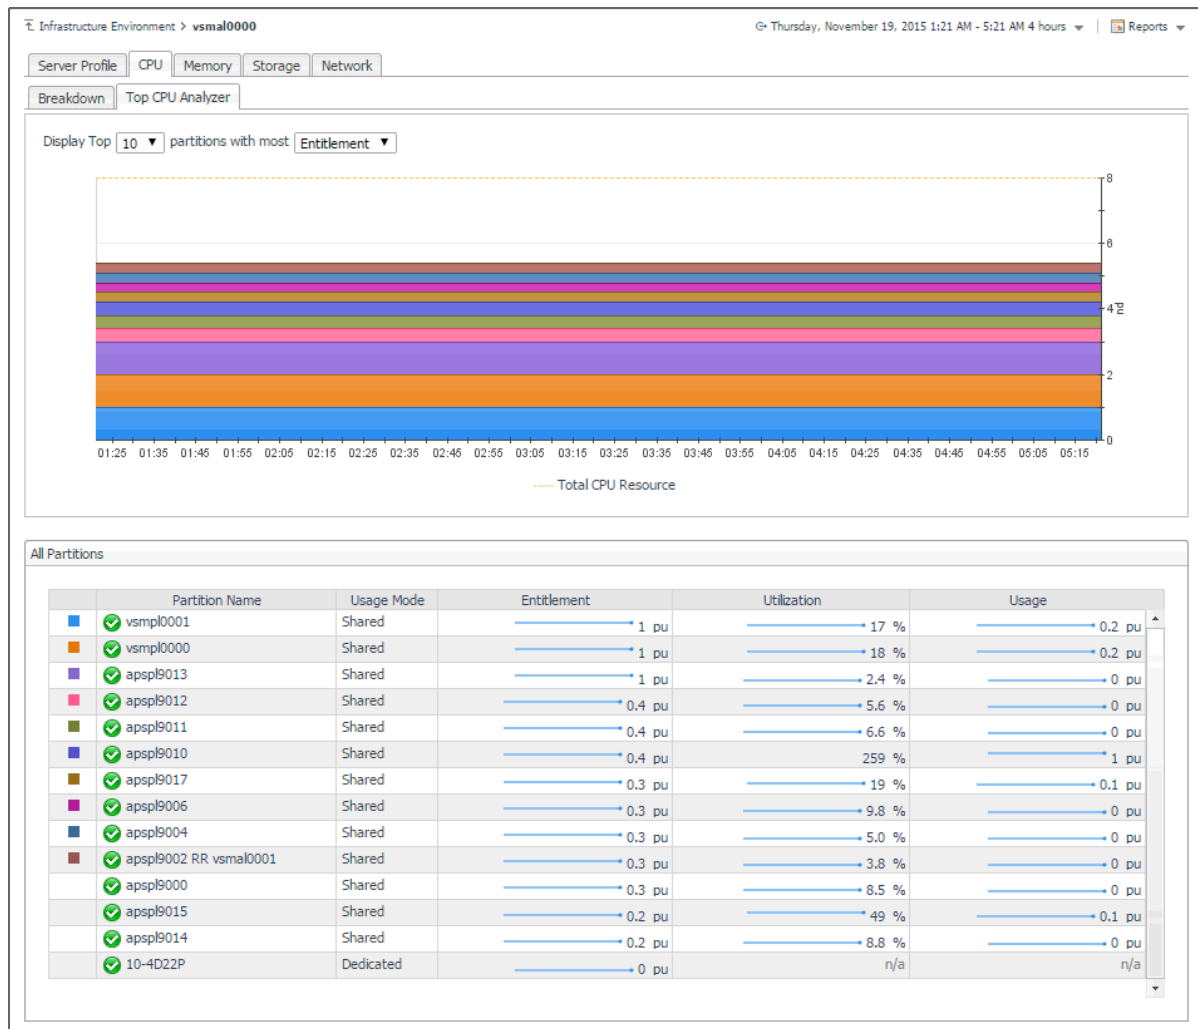 Infrastructure Environment > vsmal0000 Thursday, November 19, 2015 1:21 AM - 5:21 AM 4 hours | Reports
Server Profile CPU Memory Storage Network
Breakdown Top CPU Analyzer
Display Top 10 partitions with most Entitlement
8
6
4 pu
2
0
01:25 01:35 01:45 01:55 02:05 02:15 02:25 02:35 02:45 02:55 03:05 03:15 03:25 03:35 03:45 03:55 04:05 04:15 04:25 04:35 04:45 04:55 05:05 05:15
Total CPU Resource
All Partitions
Partition Name Usage Mode Entitlement Utilization Usage
vsmpl0001 Shared 1 pu 17 % 0.2 pu
vsmpl0000 Shared 1 pu 18 % 0.2 pu
apspl9013 Shared 1 pu 2.4 % 0 pu
apspl9012 Shared 0.4 pu 5.6 % 0 pu
apspl9011 Shared 0.4 pu 6.6 % 0 pu
apspl9010 Shared 0.4 pu 259 % 1 pu
apspl9017 Shared 0.3 pu 19 % 0.1 pu
apspl9006 Shared 0.3 pu 9.8 % 0 pu
apspl9004 Shared 0.3 pu 5.0 % 0 pu
apspl9002 RR vsmal0001 Shared 0.3 pu 3.8 % 0 pu
apspl9000 Shared 0.3 pu 8.5 % 0 pu
apspl9015 Shared 0.2 pu 49 % 0.1 pu
apspl9014 Shared 0.2 pu 8.8 % 0 pu
10-4D22P Dedicated 0 pu n/a n/a